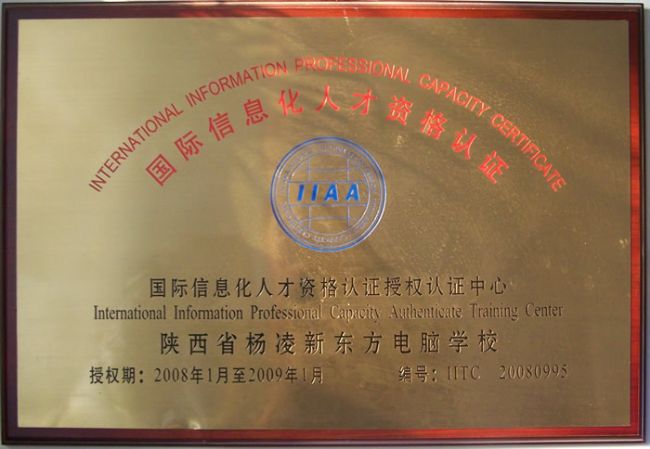 INTERNATIONAL INFORMATION PROFESSIONAL CAPACITY CERTIFICATE
国际信息化人才资格认证
IIAA
国际信息化人才资格认证授权认证中心
International Information Professional Capacity Authenticate Training Center
陕西省杨凌新东方电脑学校
授权期：2008年1月至2009年1月 编号：IITC 20080995